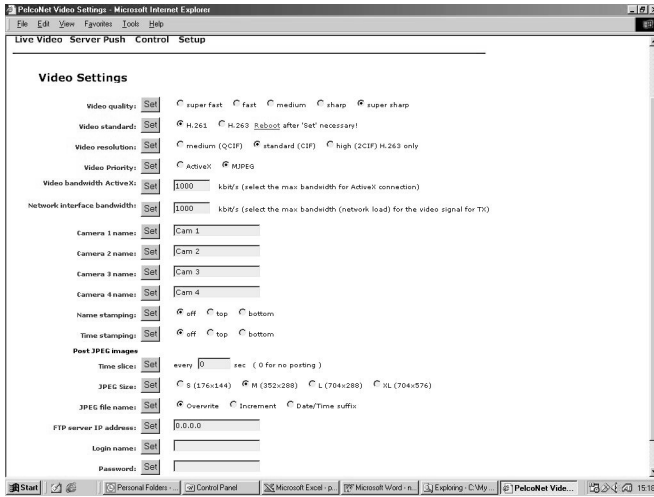 PelcoNet Video Settings - Microsoft Internet Explorer
File Edit View Favorites Tools Help
Live Video Server Push Control Setup
Video Settings
Video quality: Set super fast fast medium sharp super sharp
Video standard: Set H.261 H.263 Reboot after 'Set' necessary!
Video resolution: Set medium (QCIF) standard (CIF) high (2CIF) H.263 only
Video Priority: Set ActiveX MJPEG
Video bandwidth ActiveX: Set 1000 kbit/s (select the max bandwidth for ActiveX connection)
Network interface bandwidth: Set 1000 kbit/s (select the max bandwidth (network load) for the video signal for TX)
Camera 1 name: Set Cam 1
Camera 2 name: Set Cam 2
Camera 3 name: Set Cam 3
Camera 4 name: Set Cam 4
Name stamping: Set off top bottom
Time stamping: Set off top bottom
Post JPEG images
Time slice: Set every 0 sec ( 0 for no posting )
JPEG Size: Set S (176x144) M (352x288) L (704x288) XL (704x576)
JPEG file name: Set Overwrite Increment Date/Time suffix
FTP server IP address: Set 0.0.0.0
Login name: Set
Password: Set
Start Personal Folders - ... Control Panel Microsoft Excel - p... Microsoft Word - n... Exploring - C:\My ... PelcoNet Vide... 15:18